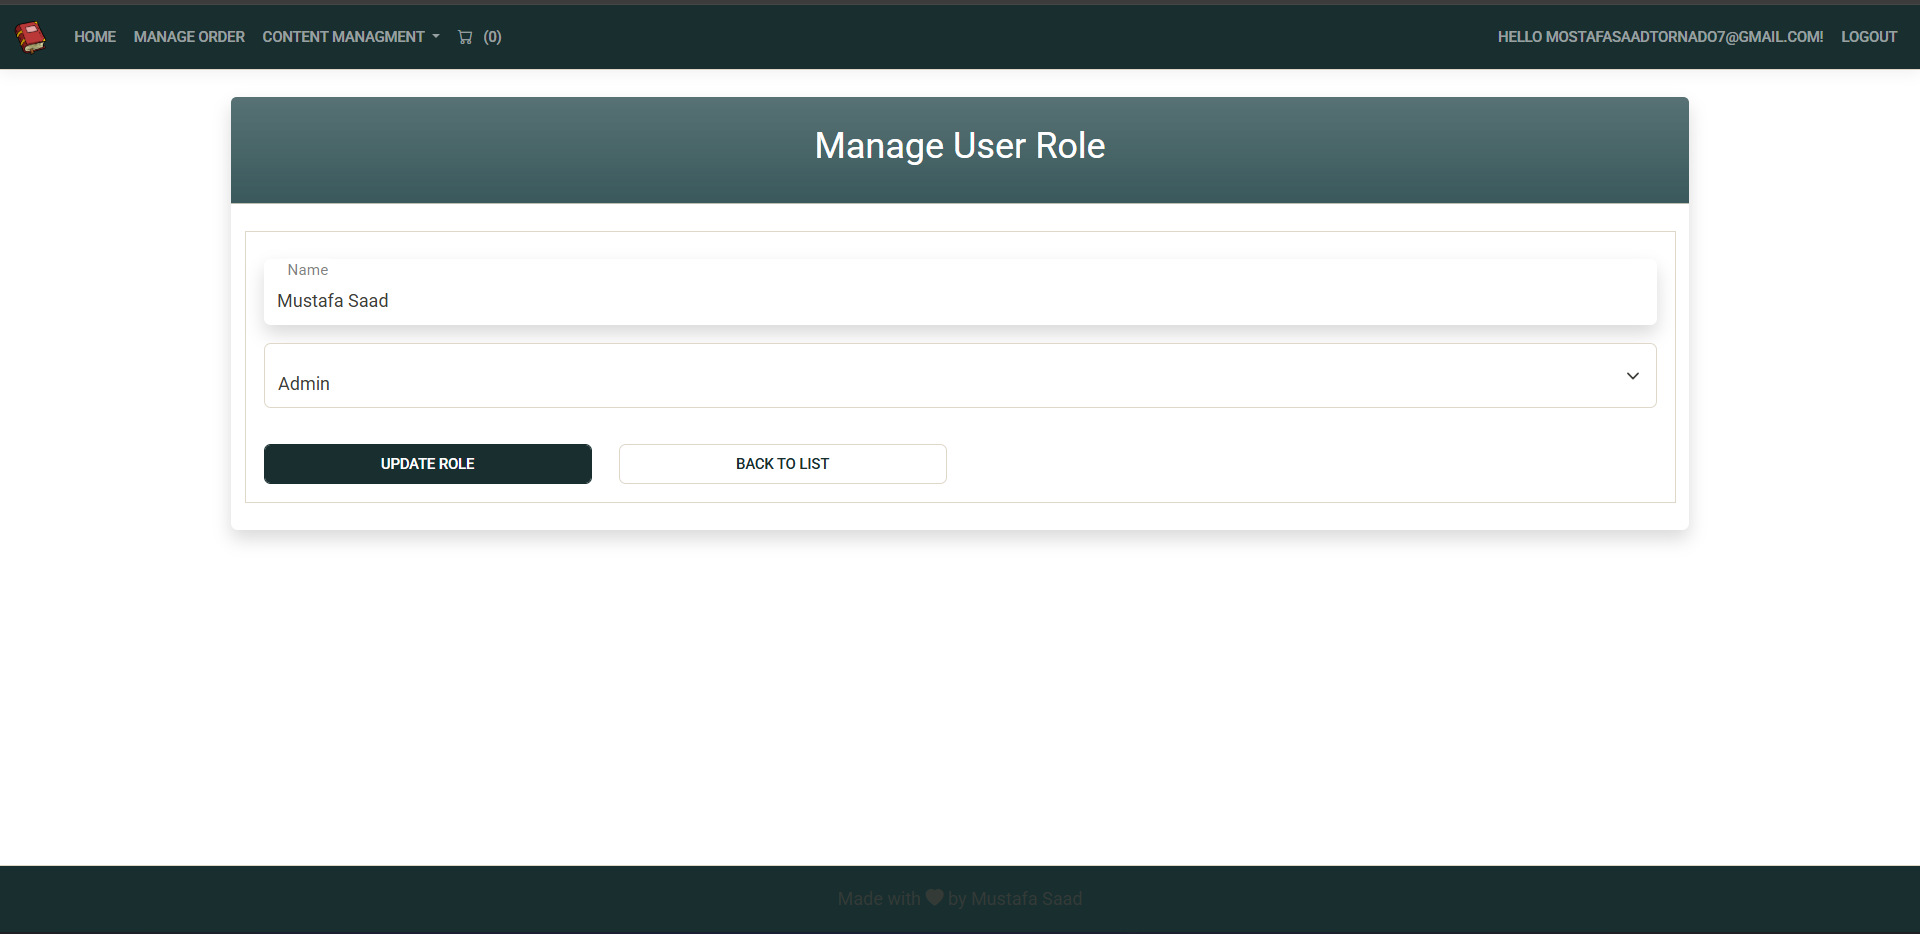 HOME MANAGE ORDER CONTENT MANAGMENT (0) HELLO MOSTAFASAADTORNADO7@GMAIL.COM! LOGOUT
Manage User Role
Name
Mustafa Saad
Admin
UPDATE ROLE BACK TO LIST
Made with by Mustafa Saad